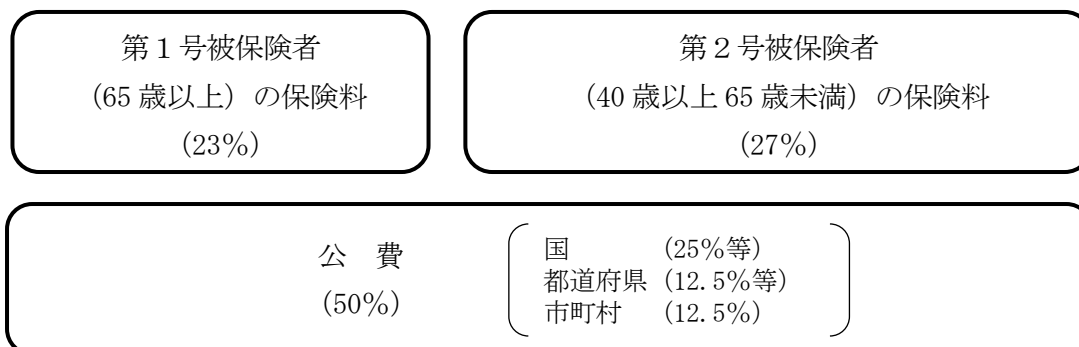 第１号被保険者
（65 歳以上）の保険料
（23％）
第２号被保険者
（40 歳以上 65 歳未満）の保険料
（27％）
公　費
（50％）
国　　　　（25％等）
都道府県（12.5％等）
市町村　　（12.5％）